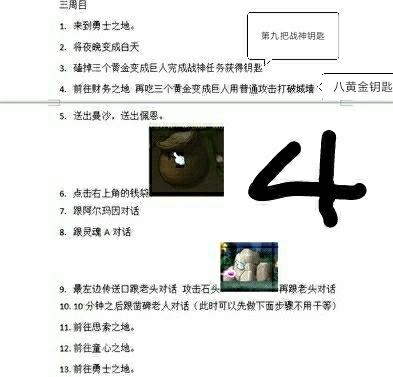 三周目
1. 来到勇士之地。
第九把战神钥匙
2. 将夜晚变成白天
3. 磕掉三个黄金变成巨人完成战神任务获得钥匙
4. 前往财务之地 再吃三个黄金变成巨人用普通攻击打破城墙
八黄金钥匙
5. 送出曼沙，送出佩恩。
4
6. 点击右上角的钱袋
7. 跟阿尔玛因对话
8. 跟灵魂 A 对话
9. 最左边传送口跟老头对话 攻击石头 再跟老头对话
10. 10 分钟之后跟凿碑老人对话（此时可以先做下面步骤不用干等）
11. 前往思索之地。
12. 前往童心之地。
13. 前往勇士之地。